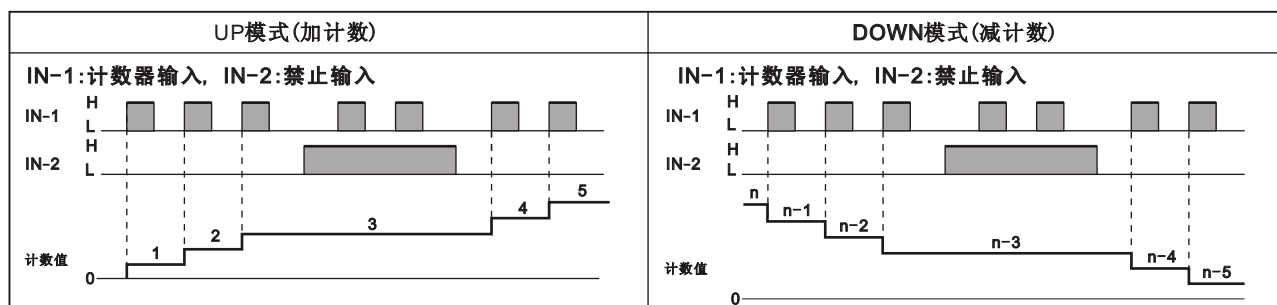 UP模式(加计数)
DOWN模式(减计数)
IN-1:计数器输入, IN-2:禁止输入
IN-1 H
L
IN-2 H
L
1 2 3 4 5
计数值 0
IN-1:计数器输入, IN-2:禁止输入
IN-1 H
L
IN-2 H
L
n n-1 n-2 n-3 n-4 n-5
计数值
0